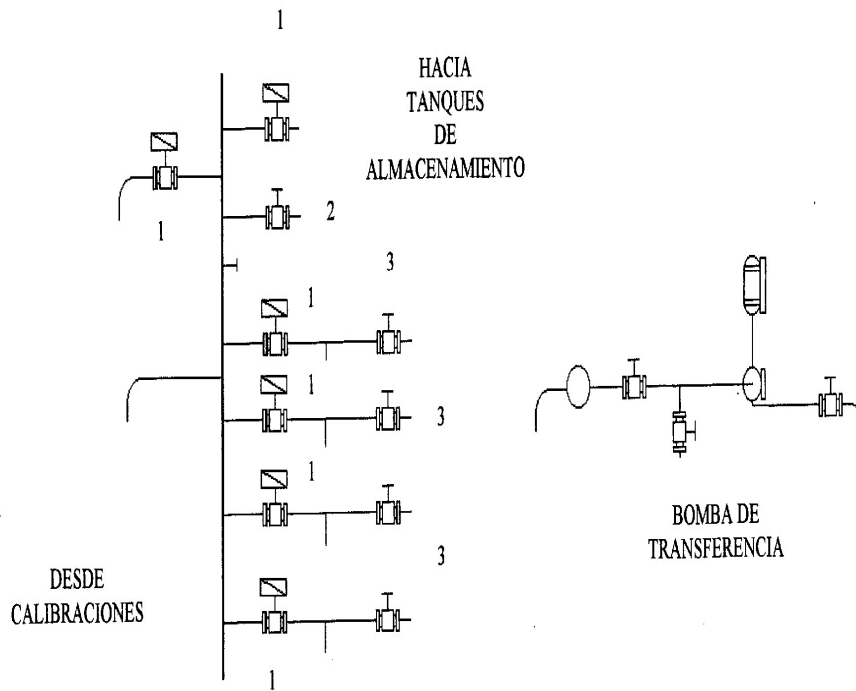 1
HACIA
TANQUES
DE
ALMACENAMIENTO
1
2
3
1
1
3
1
3
BOMBA DE
TRANSFERENCIA
DESDE
CALIBRACIONES
1